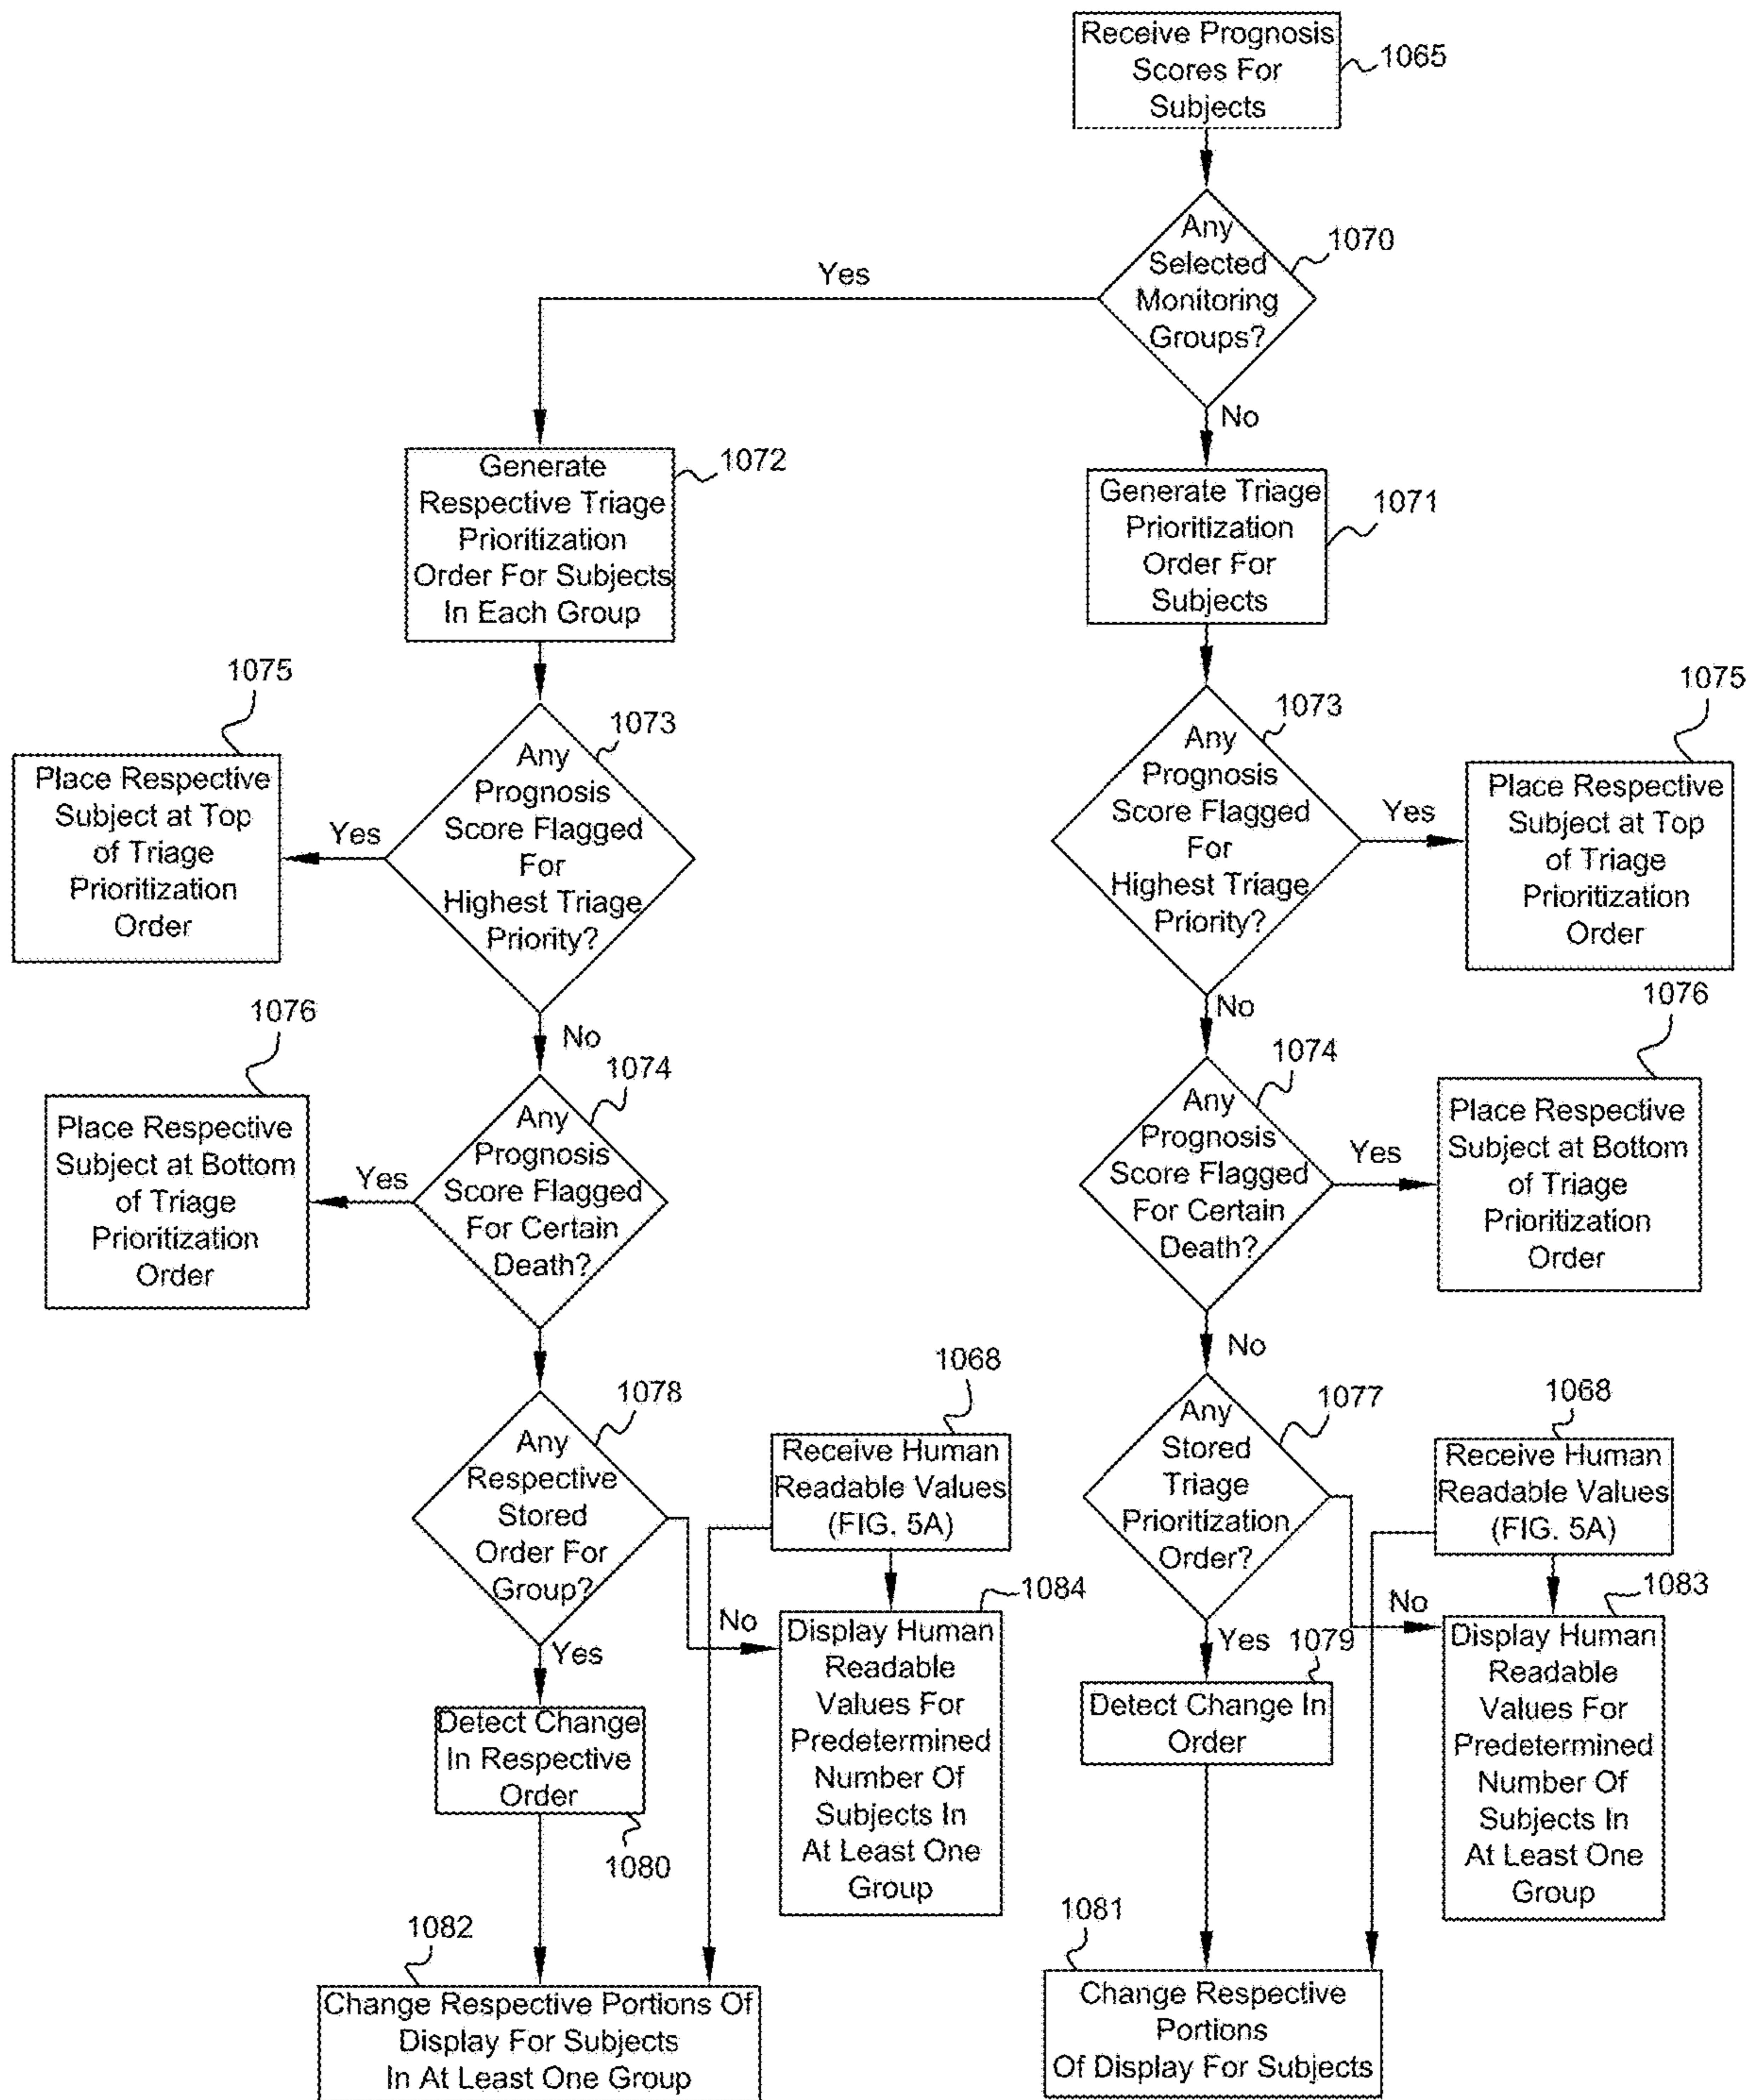 Receive Prognosis
Scores For
Subjects
1065
Any
Selected
Monitoring
Groups?
1070
Yes
No
Generate
Respective Triage
Prioritization
Order For Subjects
In Each Group
1072
Generate Triage
Prioritization
Order For
Subjects
1071
1075
Place Respective
Subject at Top
of Triage
Prioritization
Order
Yes
Any
Prognosis
Score Flagged
For
Highest Triage
Priority?
1073
No
Any
Prognosis
Score Flagged
For
Highest Triage
Priority?
1073
Yes
No
1075
Place Respective
Subject at Top
of Triage
Prioritization
Order
1076
Place Respective
Subject at Bottom
of Triage
Prioritization
Order
Yes
Any
Prognosis
Score Flagged
For Certain
Death?
1074
Any
Prognosis
Score Flagged
For Certain
Death?
1074
Yes
No
1076
Place Respective
Subject at Bottom
of Triage
Prioritization
Order
Any
Respective
Stored
Order For
Group?
1078
Yes
No
1068
Receive Human
Readable Values
(FIG. 5A)
1084
Display Human
Readable
Values For
Predetermined
Number Of
Subjects In
At Least One
Group
Any
Stored
Triage
Prioritization
Order?
1077
Yes
No
1068
Receive Human
Readable Values
(FIG. 5A)
1083
Display Human
Readable
Values For
Predetermined
Number Of
Subjects In
At Least One
Group
Detect Change
In Respective
Order
1080
1079
Detect Change In
Order
1082
Change Respective Portions Of
Display For Subjects
In At Least One Group
1081
Change Respective
Portions
Of Display For Subjects